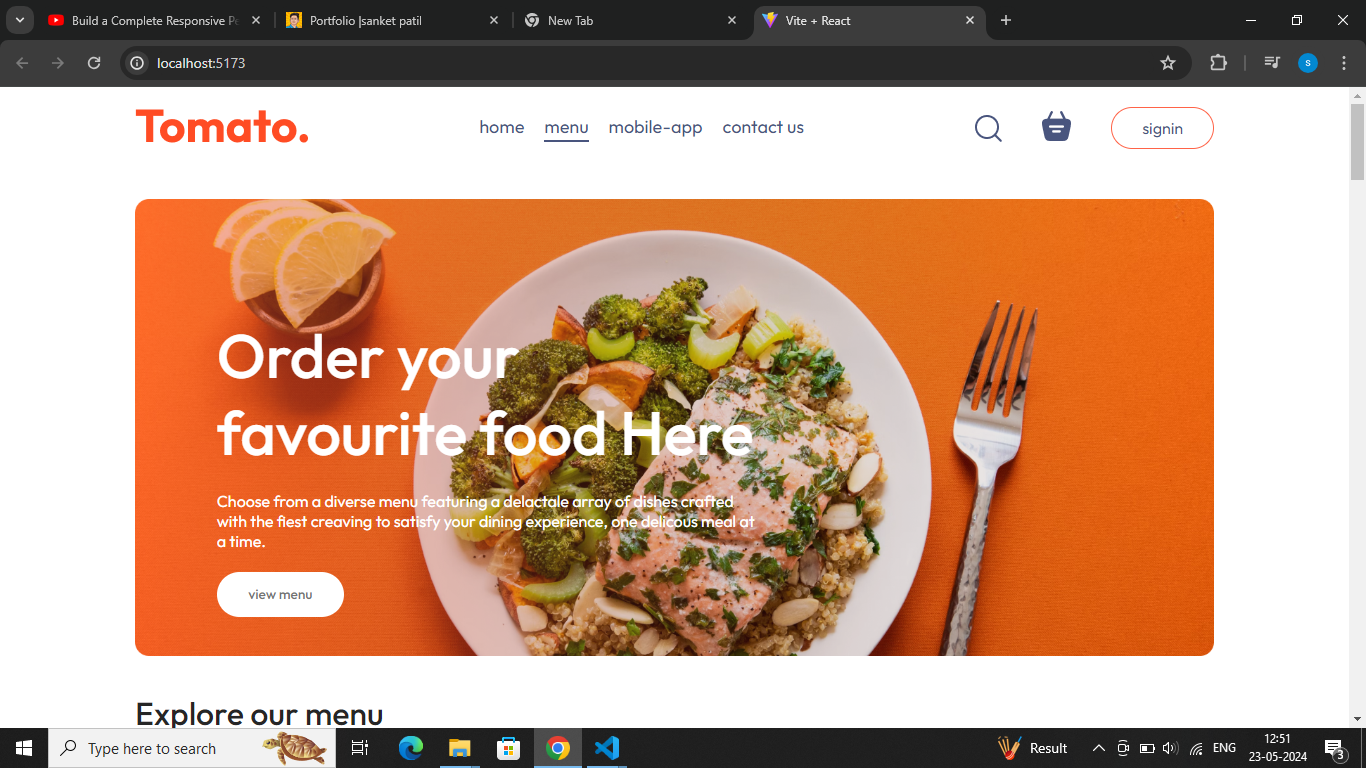 Build a Complete Responsive Pe
Portfolio |sanket patil
New Tab
Vite + React
localhost:5173
s
Tomato.
home
menu
mobile-app
contact us
signin
Order your
favourite food Here
Choose from a diverse menu featuring a delactale array of dishes crafted
with the fiest creaving to satisfy your dining experience, one delicous meal at
a time.
view menu
Explore our menu
Type here to search
Result
ENG
12:51
23-05-2024
3